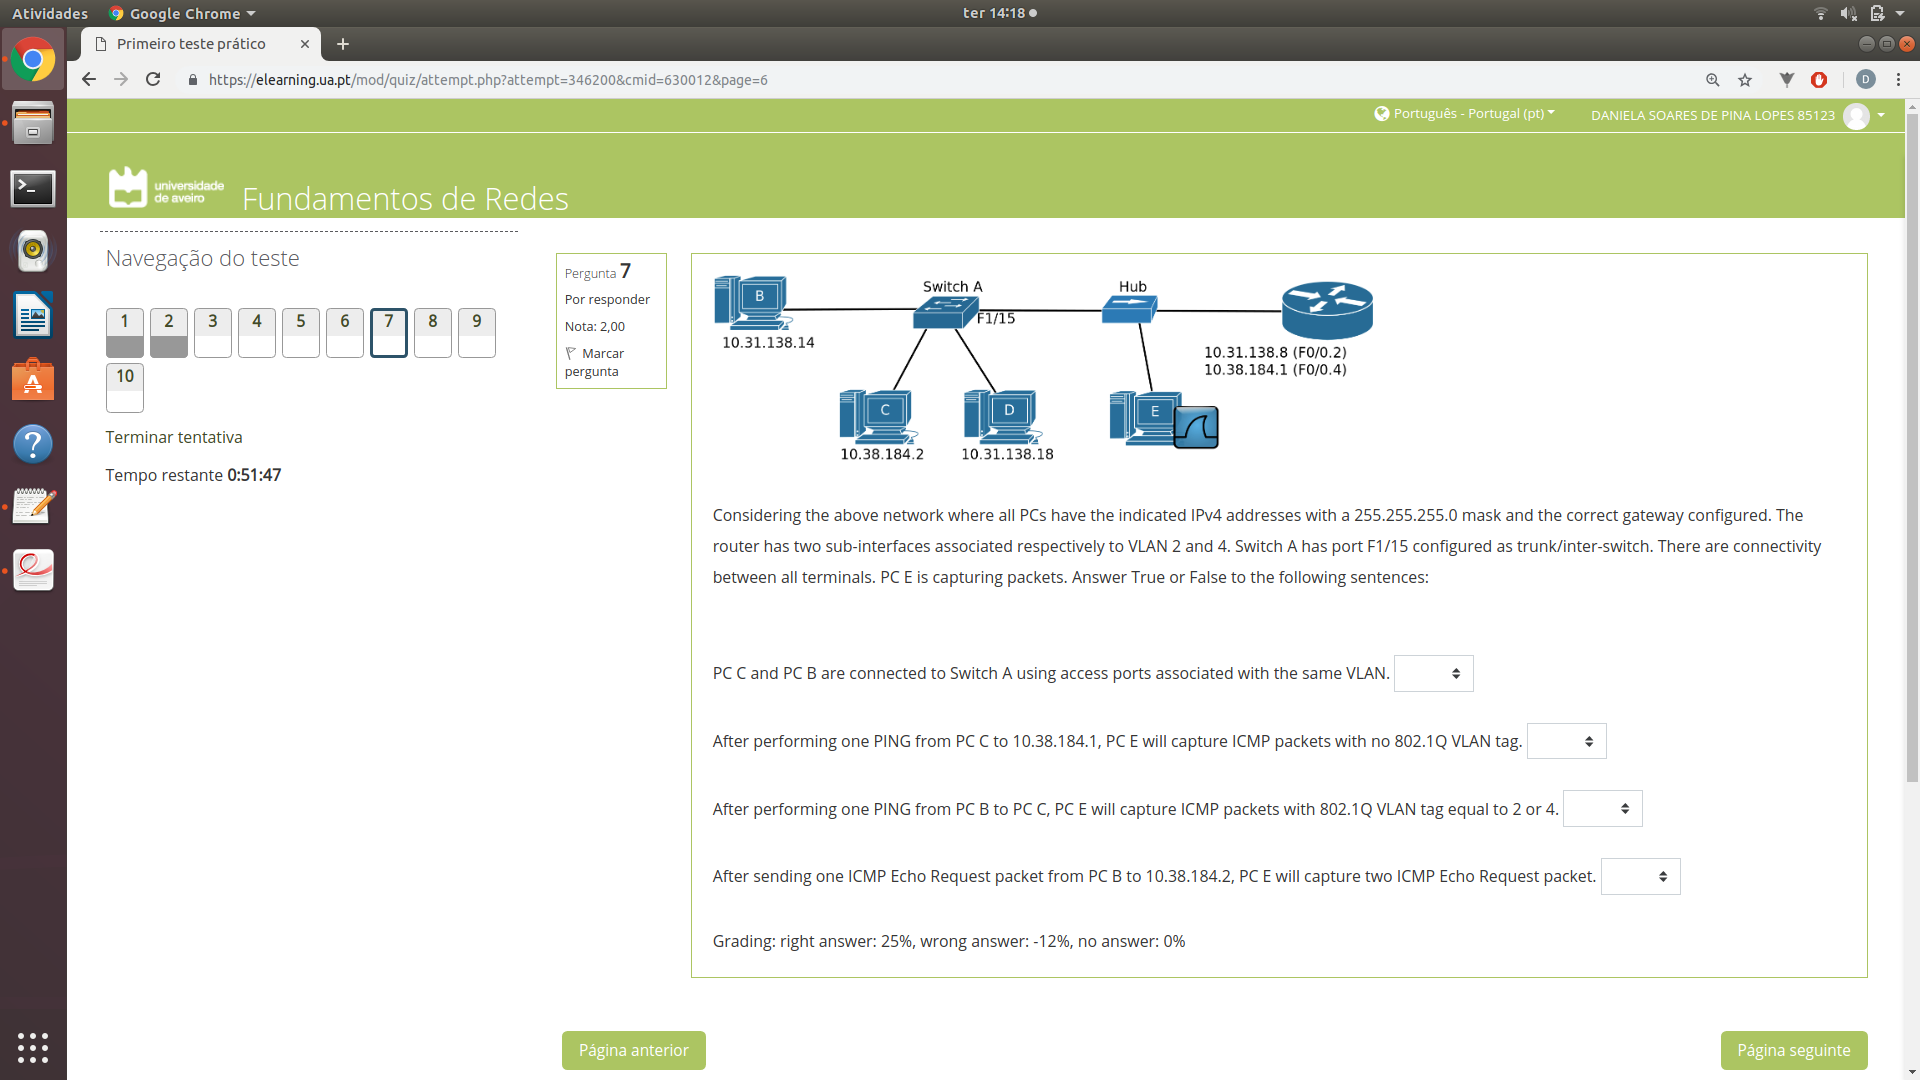 Atividades
Google Chrome
ter 14:18
Primeiro teste prático
https://elearning.ua.pt/mod/quiz/attempt.php?attempt=346200&cmid=630012&page=6
D
Português - Portugal (pt)
DANIELA SOARES DE PINA LOPES 85123
universidade
de aveiro
Fundamentos de Redes
Navegação do teste
1 2 3 4 5 6 7 8 9
10
Terminar tentativa
Tempo restante 0:51:47
Pergunta 7
Por responder
Nota: 2,00
Marcar
pergunta
B
Switch A
Hub
F1/15
10.31.138.14
10.31.138.8 (F0/0.2)
10.38.184.1 (F0/0.4)
C
D
E
10.38.184.2
10.31.138.18
Considering the above network where all PCs have the indicated IPv4 addresses with a 255.255.255.0 mask and the correct gateway configured. The
router has two sub-interfaces associated respectively to VLAN 2 and 4. Switch A has port F1/15 configured as trunk/inter-switch. There are connectivity
between all terminals. PC E is capturing packets. Answer True or False to the following sentences:
PC C and PC B are connected to Switch A using access ports associated with the same VLAN.
After performing one PING from PC C to 10.38.184.1, PC E will capture ICMP packets with no 802.1Q VLAN tag.
After performing one PING from PC B to PC C, PC E will capture ICMP packets with 802.1Q VLAN tag equal to 2 or 4.
After sending one ICMP Echo Request packet from PC B to 10.38.184.2, PC E will capture two ICMP Echo Request packet.
Grading: right answer: 25%, wrong answer: -12%, no answer: 0%
Página anterior
Página seguinte